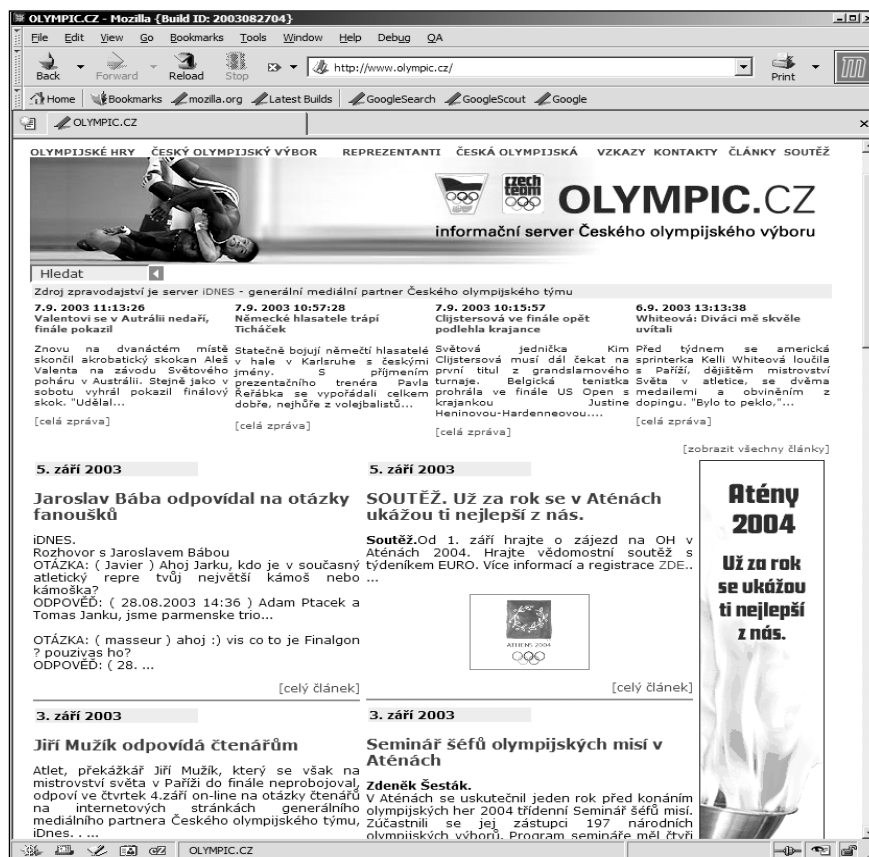 OLYMPIC.CZ - Mozilla {Build ID: 2003082704}
File Edit View Go Bookmarks Tools Window Help Debug QA
Back Forward Reload Stop http://www.olympic.cz/ Print
Home Bookmarks mozilla.org Latest Builds GoogleSearch GoogleScout Google
OLYMPIC.CZ
OLYMPIJSKÉ HRY ČESKÝ OLYMPIJSKÝ VÝBOR REPREZENTANTI ČESKÁ OLYMPIJSKÁ VZKAZY KONTAKTY ČLÁNKY SOUTĚŽ
czech
team
OLYMPIC.CZ
informační server Českého olympijského výboru
Hledat
Zdroj zpravodajství je server iDNES - generální mediální partner Českého olympijského týmu
7.9. 2003 11:13:26
Valentovi se v Autrálii nedaří,
finále pokazil
Znovu na dvanáctém místě
skončil akrobatický skokan Aleš
Valenta na závodu Světového
poháru v Austrálii. Stejně jako v
sobotu vyhrál pokazil finálový
skok. "Udělal...
[celá zpráva]
7.9. 2003 10:57:28
Německé hlasatele trápí
Ticháček
Statečně bojují němečtí hlasatelé
v hale v Karlsruhe s českými
jmény. S příjmením
prezentačního trenéra Pavla
Řeřábka se vypořádali celkem
dobře, nejhůře z volejbalistů...
[celá zpráva]
7.9. 2003 10:15:57
Clijstersová ve finále opět
podlehla krajance
Světová jednička Kim
Clijstersová musí dál čekat na
první titul z grandslamového
turnaje. Belgická tenistka
prohrála ve finále US Open s
krajankou Justine
Heninovou-Hardenneovou....
[celá zpráva]
6.9. 2003 13:13:38
Whiteová: Diváci mě skvěle
uvítali
Před týdnem se americká
sprinterka Kelli Whiteová loučila
s Paříží, dějištěm mistrovství
Světa v atletice, se dvěma
medailemi a obviněním z
dopingu. "Bylo to peklo,"...
[celá zpráva]
[zobrazit všechny články]
5. září 2003
Jaroslav Bába odpovídal na otázky
fanoušků
iDNES.
Rozhovor s Jaroslavem Bábou
OTÁZKA: ( Javier ) Ahoj Jarku, kdo je v současný
atletický repre tvůj největší kámoš nebo
kámoška?
ODPOVĚĎ: ( 28.08.2003 14:36 ) Adam Ptacek a
Tomas Janku, jsme parmenske trio...
OTÁZKA: ( masseur ) ahoj :) vis co to je Finalgon
? pouzivas ho?
ODPOVĚĎ: ( 28. ...
[celý článek]
5. září 2003
SOUTĚŽ. Už za rok se v Aténách
ukážou ti nejlepší z nás.
Soutěž.Od 1. září hrajte o zájezd na OH v
Aténách 2004. Hrajte vědomostní soutěž s
týdeníkem EURO. Více informací a registrace ZDE..
...
ATHENS 2004
[celý článek]
Atény
2004
Už za rok
se ukážou
ti nejlepší
z nás.
3. září 2003
Jiří Mužík odpovídá čtenářům
Atlet, překážkář Jiří Mužík, který se však na
mistrovství světa v Paříži do finále neprobojoval,
odpoví ve čtvrtek 4.září on-line na otázky čtenářů
na internetových stránkách generálního
mediálního partnera Českého olympijského týmu,
iDnes. . ...
3. září 2003
Seminář šéfů olympijských misí v
Aténách
Zdeněk Šesták.
V Aténách se uskutečnil jeden rok před konáním
olympijských her 2004 třídenní Seminář šéfů misí.
Zúčastnili se jej zástupci 197 národních
olympijských výborů. Program semináře měl čtyři
OLYMPIC.CZ